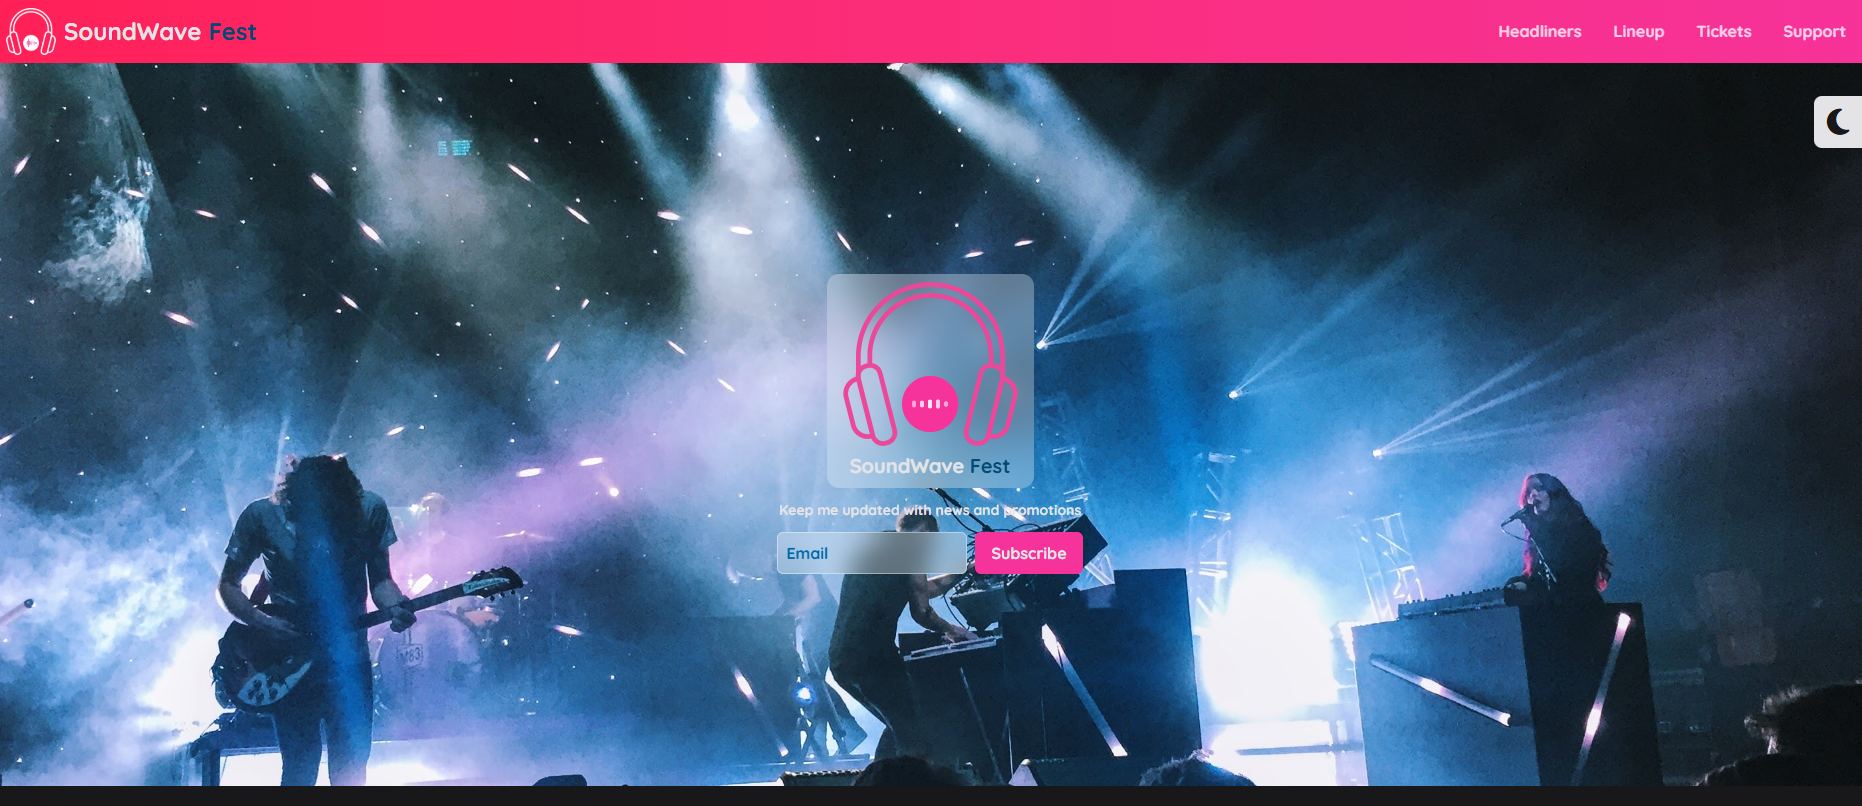 SoundWave Fest
Headliners Lineup Tickets Support
SoundWave Fest
Keep me updated with news and promotions
Email Subscribe